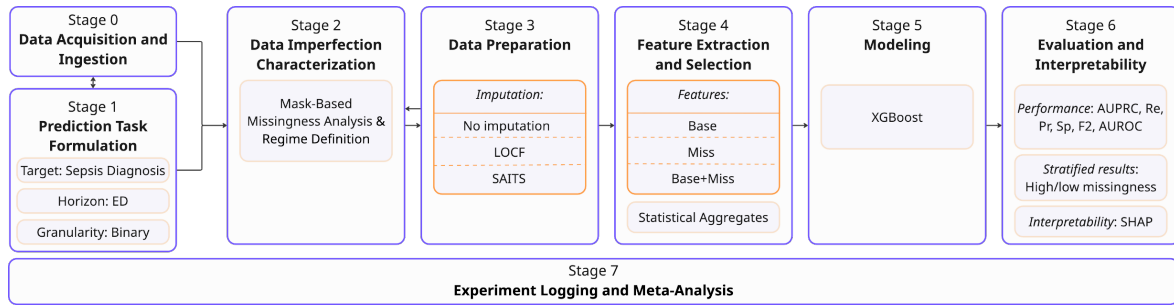 Stage 0
Data Acquisition and
Ingestion
Stage 1
Prediction Task
Formulation
Target: Sepsis Diagnosis
Horizon: ED
Granularity: Binary
Stage 2
Data Imperfection
Characterization
Mask-Based
Missingness Analysis &
Regime Definition
Stage 3
Data Preparation
Imputation:
No imputation
LOCF
SAITS
Stage 4
Feature Extraction
and Selection
Features:
Base
Miss
Base+Miss
Statistical Aggregates
Stage 5
Modeling
XGBoost
Stage 6
Evaluation and
Interpretability
Performance: AUPRC, Re,
Pr, Sp, F2, AUROC
Stratified results:
High/low missingness
Interpretability: SHAP
Stage 7
Experiment Logging and Meta-Analysis